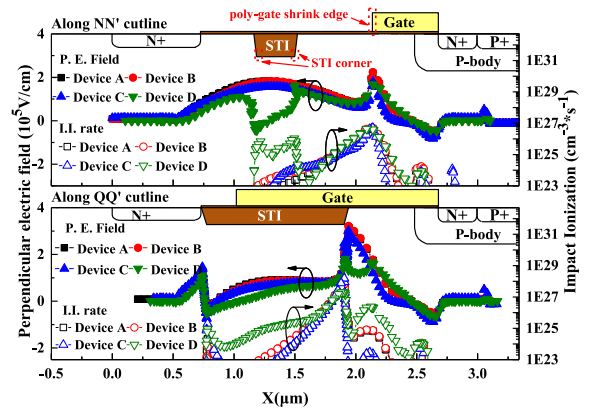 Along NN' cutline
poly-gate shrink edge
Gate
N+
STI
N+
P+
P-body
STI corner
P. E. Field
Device A Device B
Device C Device D
I.I. rate
Device A Device B
Device C Device D
4
2
0
-2
1E31
1E29
1E27
1E25
1E23
Along QQ' cutline
Gate
N+
STI
N+
P+
P-body
P. E. Field
Device A Device B
Device C Device D
I.I. rate
Device A Device B
Device C Device D
4
2
0
-2
1E31
1E29
1E27
1E25
1E23
-0.5 0.0 0.5 1.0 1.5 2.0 2.5 3.0
X(μm)
Perpendicular electric field (10⁵V/cm)
Impact Ionization (cm⁻³*s⁻¹)